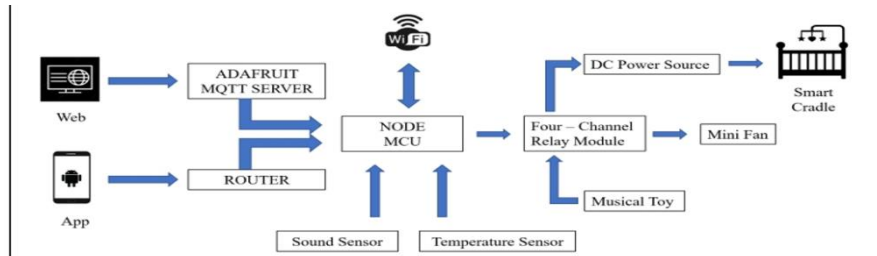 WiFi
DC Power Source
ADAFRUIT
MQTT SERVER
Smart
Cradle
Web
NODE
MCU
Four – Channel
Relay Module
Mini Fan
ROUTER
Musical Toy
App
Sound Sensor
Temperature Sensor